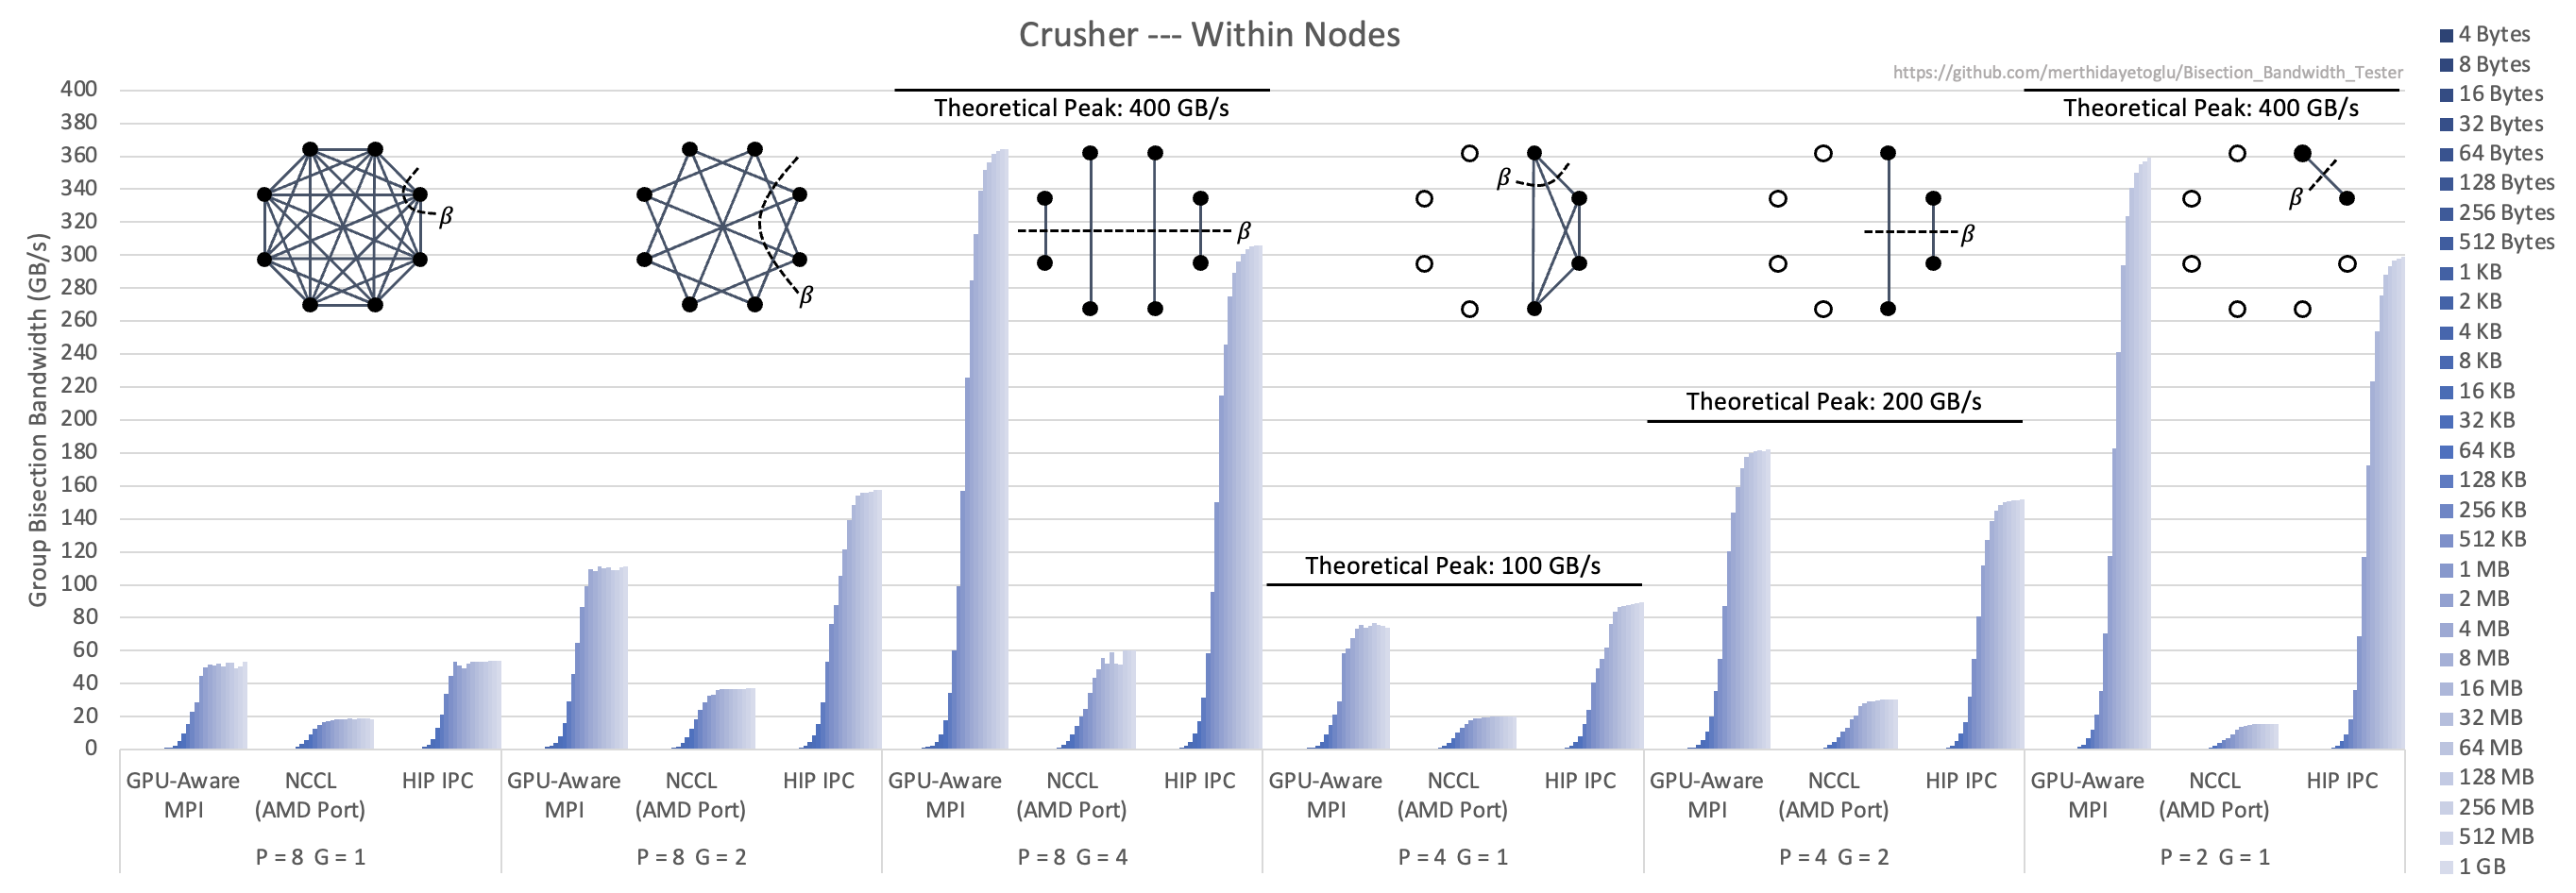 Crusher --- Within Nodes
https://github.com/merthidayetoglu/Bisection_Bandwidth_Tester
Group Bisection Bandwidth (GB/s)
400
380
360
340
320
300
280
260
240
220
200
180
160
140
120
100
80
60
40
20
0
Theoretical Peak: 400 GB/s
Theoretical Peak: 400 GB/s
β
β
β
β
β
β
Theoretical Peak: 200 GB/s
Theoretical Peak: 100 GB/s
GPU-Aware MPI
NCCL (AMD Port)
HIP IPC
GPU-Aware MPI
NCCL (AMD Port)
HIP IPC
GPU-Aware MPI
NCCL (AMD Port)
HIP IPC
GPU-Aware MPI
NCCL (AMD Port)
HIP IPC
GPU-Aware MPI
NCCL (AMD Port)
HIP IPC
GPU-Aware MPI
NCCL (AMD Port)
HIP IPC
P = 8 G = 1
P = 8 G = 2
P = 8 G = 4
P = 4 G = 1
P = 4 G = 2
P = 2 G = 1
4 Bytes
8 Bytes
16 Bytes
32 Bytes
64 Bytes
128 Bytes
256 Bytes
512 Bytes
1 KB
2 KB
4 KB
8 KB
16 KB
32 KB
64 KB
128 KB
256 KB
512 KB
1 MB
2 MB
4 MB
8 MB
16 MB
32 MB
64 MB
128 MB
256 MB
512 MB
1 GB